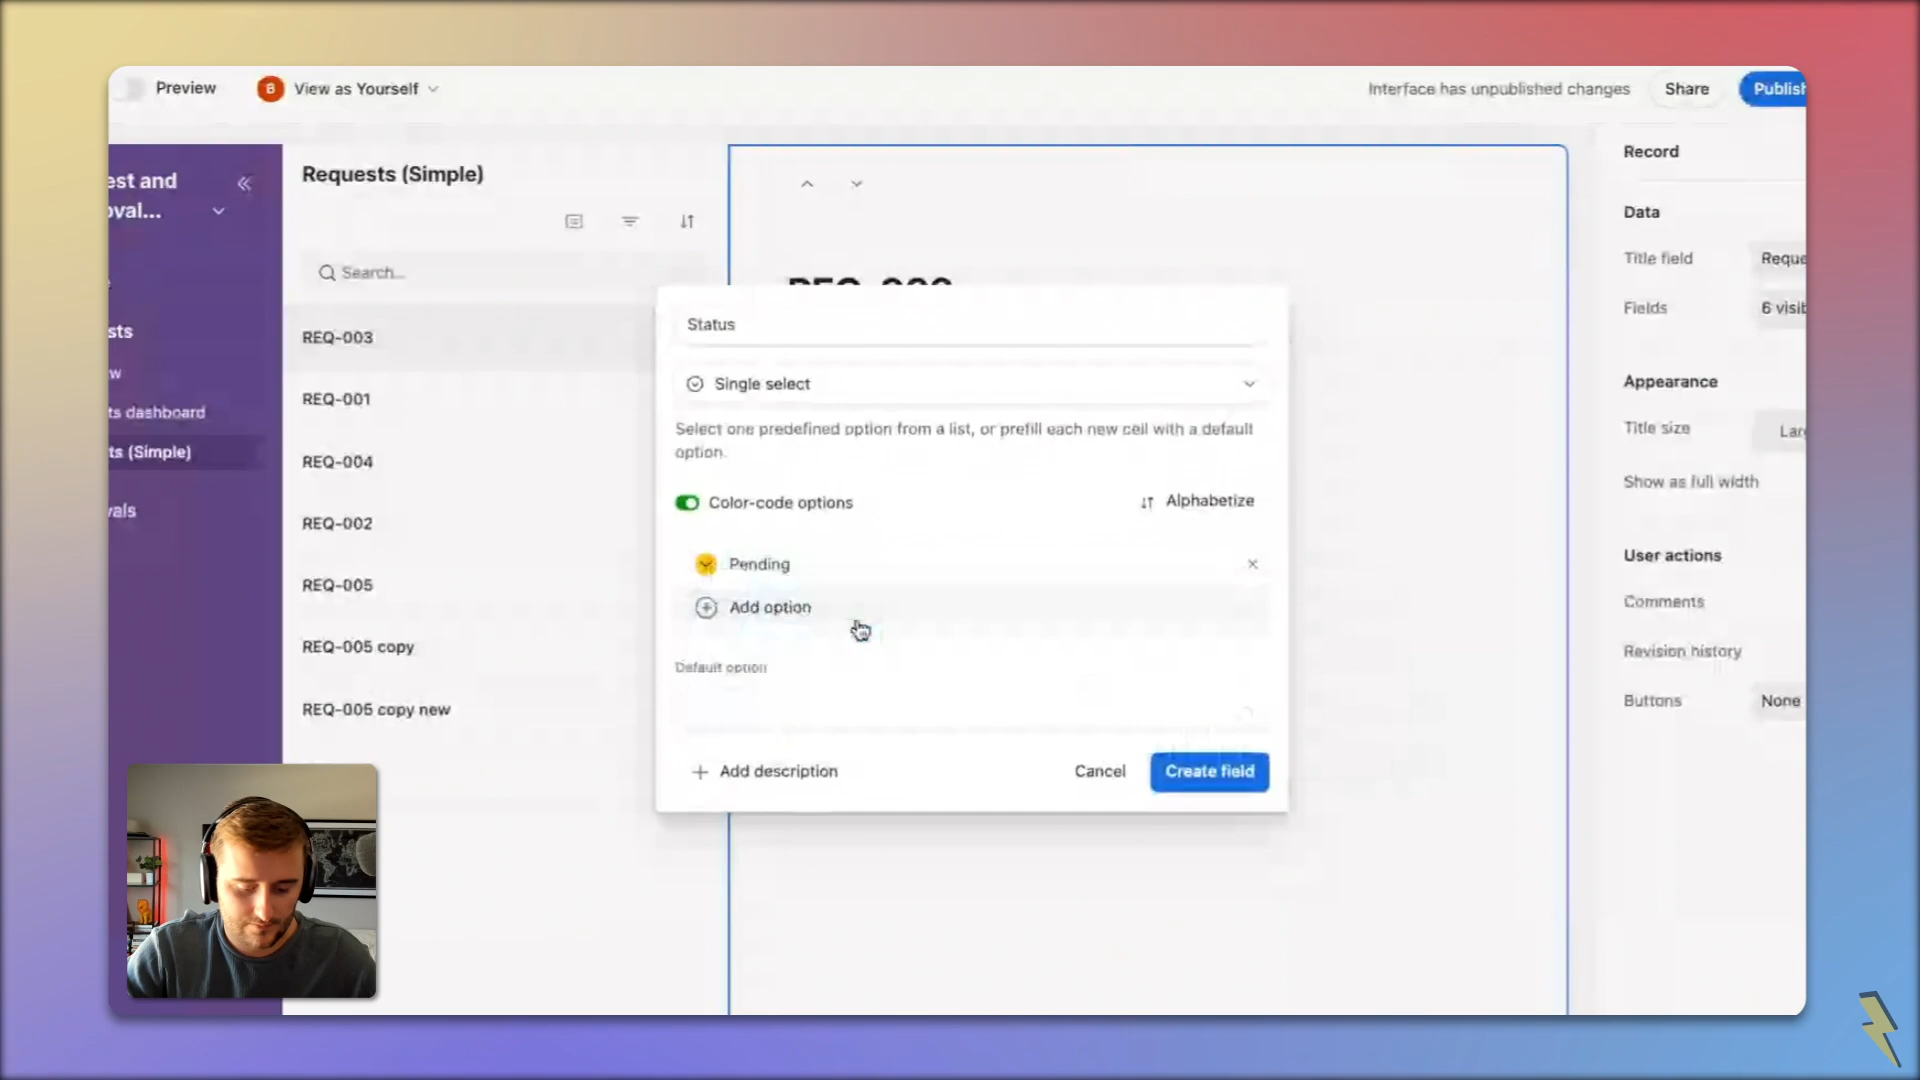 Preview
B View as Yourself
Interface has unpublished changes
Share
Publish
est and
oval...
sts
w
ts dashboard
ts (Simple)
vals
Requests (Simple)
Search...
REQ-003
REQ-001
REQ-004
REQ-002
REQ-005
REQ-005 copy
REQ-005 copy new
Status
Single select
Select one predefined option from a list, or prefill each new cell with a default
option.
Color-code options
Alphabetize
Pending
Add option
Default option
Add description
Cancel
Create field
Record
Data
Title field
Reque
Fields
6 visib
Appearance
Title size
Larg
Show as full width
User actions
Comments
Revision history
Buttons
None